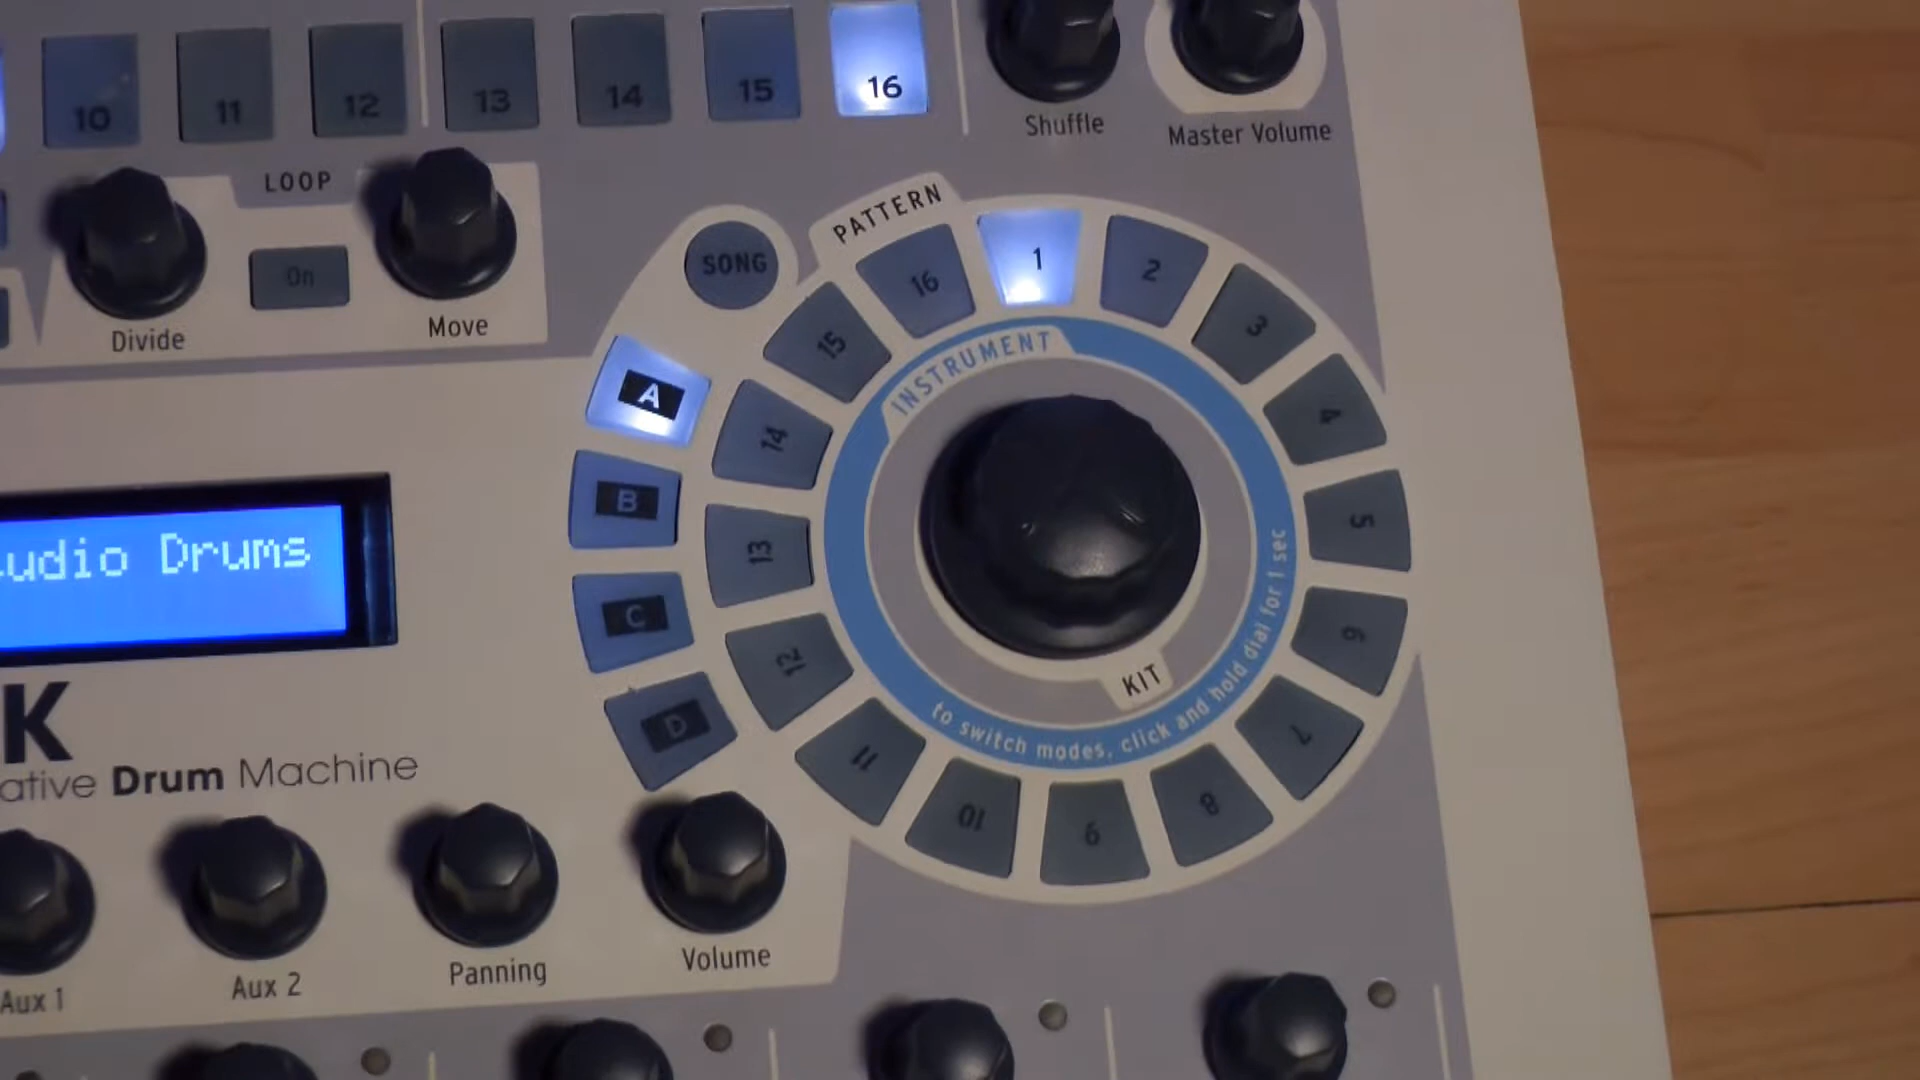 10 11 12 13 14 15 16
Shuffle
Master Volume
LOOP
On
Divide
Move
SONG
PATTERN
1
2
3
4
5
6
7
8
9
10
11
12
13
14
15
16
A
B
C
D
INSTRUMENT
KIT
to switch modes, click and hold dial for 1 sec
udio Drums
K
ative Drum Machine
Aux 1
Aux 2
Panning
Volume